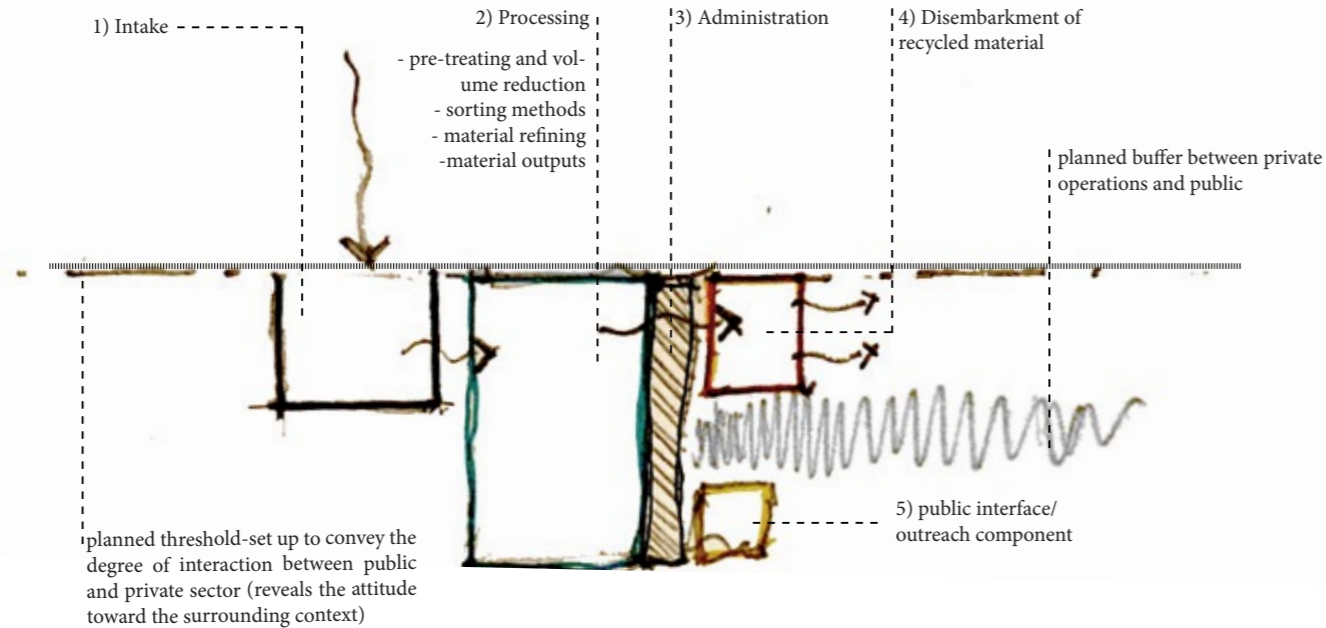 1) Intake
2) Processing
- pre-treating and vol-
ume reduction
- sorting methods
- material refining
-material outputs
3) Administration
4) Disembarkment of
recycled material
planned buffer between private
operations and public
5) public interface/
outreach component
planned threshold-set up to convey the
degree of interaction between public
and private sector (reveals the attitude
toward the surrounding context)